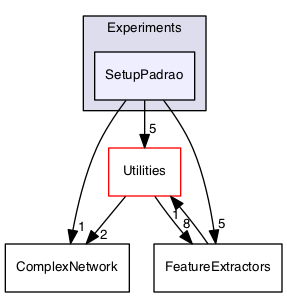 Experiments
SetupPadrao
5
Utilities
1
2
1
8
5
ComplexNetwork
FeatureExtractors